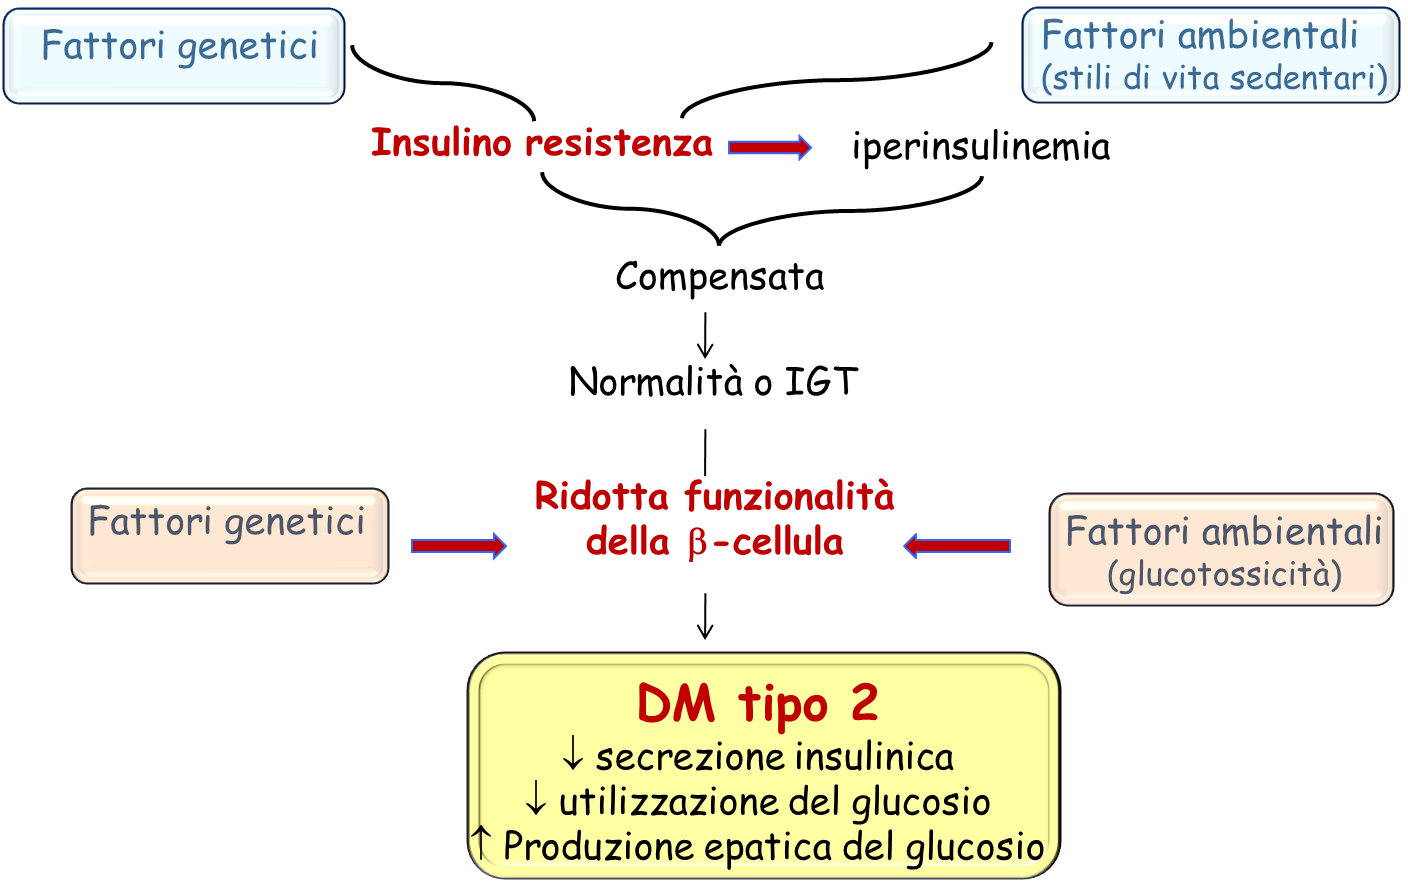 Fattori genetici
Fattori ambientali
(stili di vita sedentari)
Insulino resistenza
iperinsulinemia
Compensata
Normalità o IGT
Ridotta funzionalità
della β-cellula
Fattori genetici
Fattori ambientali
(glucotossicità)
DM tipo 2
↓ secrezione insulinica
↓ utilizzazione del glucosio
↑ Produzione epatica del glucosio